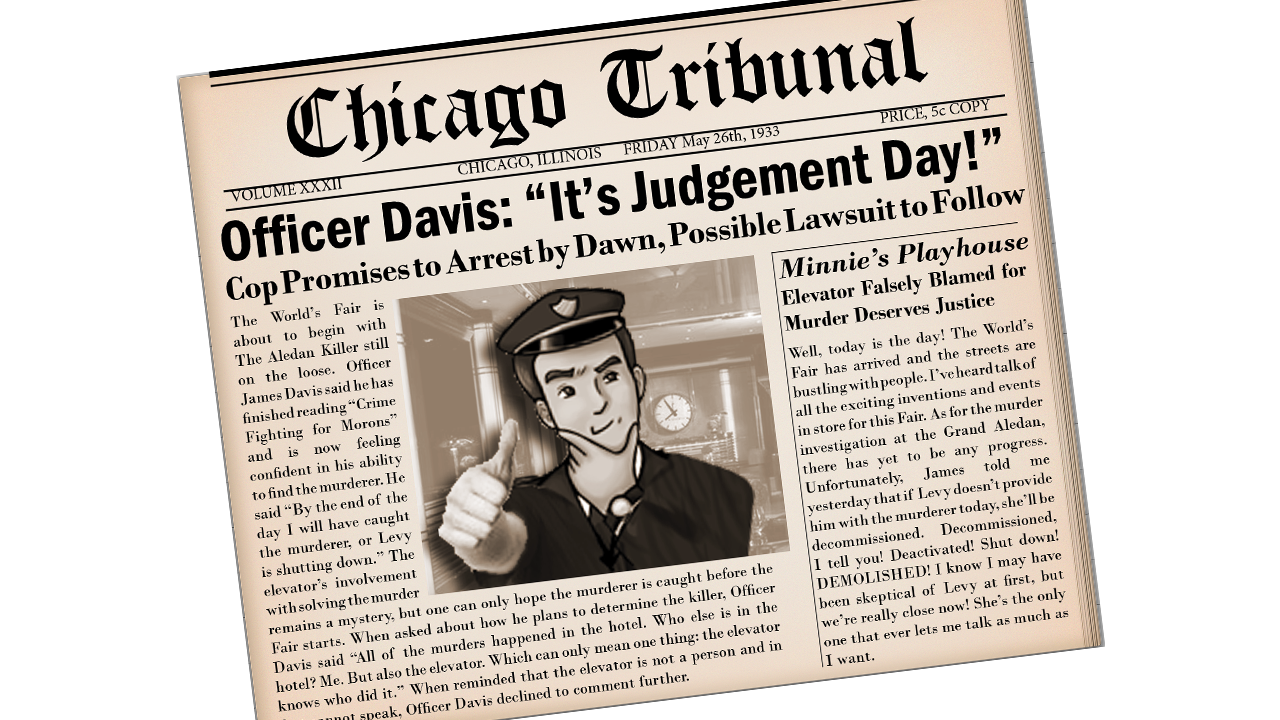 Chicago Tribunal
VOLUME XXXII CHICAGO, ILLINOIS FRIDAY May 26th, 1933 PRICE, 5c COPY
Officer Davis: “It’s Judgement Day!”
Cop Promises to Arrest by Dawn, Possible Lawsuit to Follow
The World’s Fair is
about to begin with
The Aledan Killer still
on the loose. Officer
James Davis said he has
finished reading “Crime
Fighting for Morons”
and is now feeling
confident in his ability
to find the murderer. He
said “By the end of the
day I will have caught
the murderer, or Levy
is shutting down.” The
elevator’s involvement
with solving the murder
remains a mystery, but one can only hope the murderer is caught before the
Fair starts. When asked about how he plans to determine the killer, Officer
Davis said “All of the murders happened in the hotel. Who else is in the
hotel? Me. But also the elevator. Which can only mean one thing: the elevator
knows who did it.” When reminded that the elevator is not a person and in
speak, Officer Davis declined to comment further.
Minnie’s Playhouse
Elevator Falsely Blamed for
Murder Deserves Justice
Well, today is the day! The World’s
Fair has arrived and the streets are
bustling with people. I’ve heard talk of
all the exciting inventions and events
in store for this Fair. As for the murder
investigation at the Grand Aledan,
there has yet to be any progress.
Unfortunately, James told me
yesterday that if Levy doesn’t provide
him with the murderer today, she’ll be
decommissioned. Decommissioned,
I tell you! Deactivated! Shut down!
DEMOLISHED! I know I may have
been skeptical of Levy at first, but
we’re really close now! She’s the only
one that ever lets me talk as much as
I want.